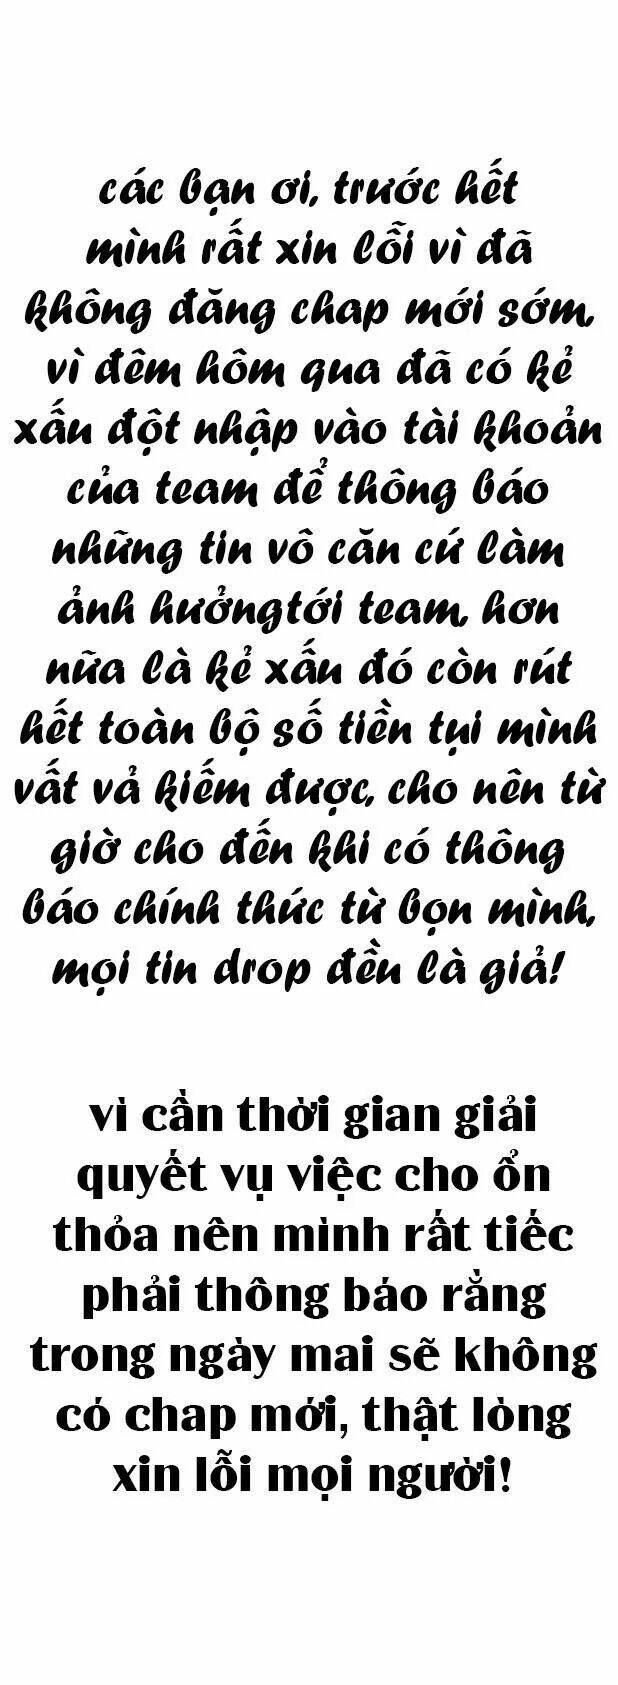 các bạn ơi, trước hết
mình rất xin lỗi vì đã
không đăng chap mới sớm,
vì đêm hôm qua đã có kẻ
xấu đột nhập vào tài khoản
của team để thông báo
những tin vô căn cứ làm
ảnh hưởngtới team, hơn
nữa là kẻ xấu đó còn rút
hết toàn bộ số tiền tụi mình
vất vả kiếm được, cho nên từ
giờ cho đến khi có thông
báo chính thức từ bọn mình,
mọi tin drop đều là giả!
vì cần thời gian giải
quyết vụ việc cho ổn
thỏa nên mình rất tiếc
phải thông báo rằng
trong ngày mai sẽ không
có chap mới, thật lòng
xin lỗi mọi người!